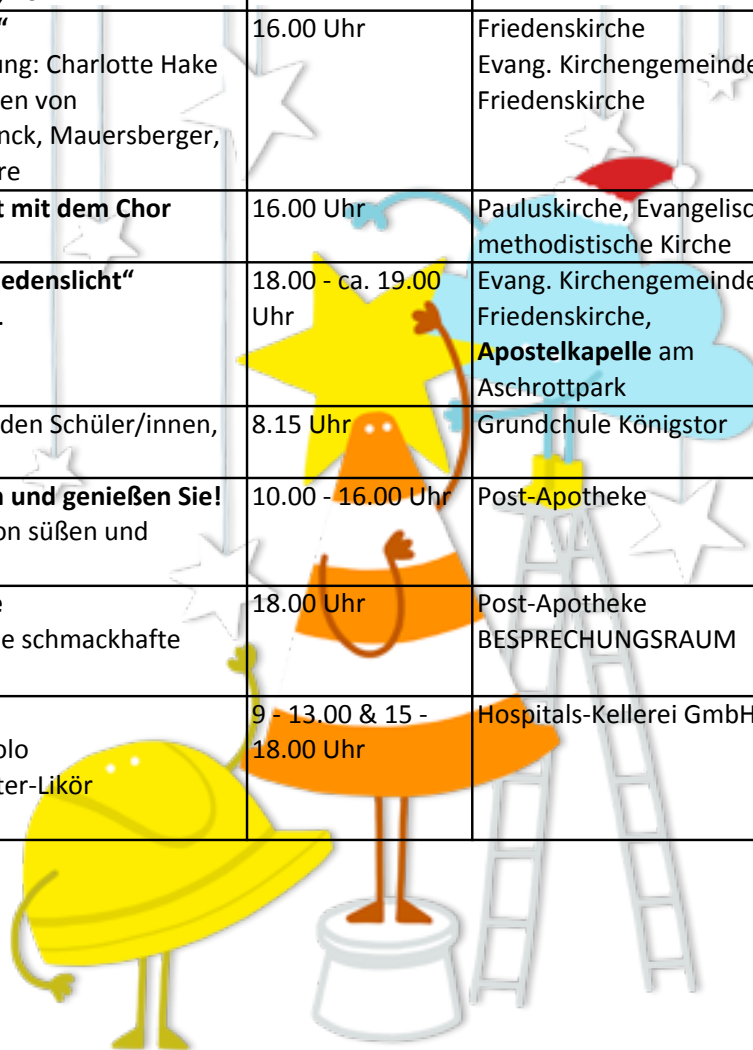 “ 16.00 Uhr Friedenskirche
ung: Charlotte Hake Evang. Kirchengemeinde
en von Friedenskirche
nck, Mauersberger,
re
t mit dem Chor 16.00 Uhr Pauluskirche, Evangelisc
methodistische Kirche
edenslicht“ 18.00 - ca. 19.00 Evang. Kirchengemeinde
. Uhr Friedenskirche,
Apostelkapelle am
Aschrottpark
den Schüler/innen, 8.15 Uhr Grundchule Königstor
n und genießen Sie! 10.00 - 16.00 Uhr Post-Apotheke
on süßen und
e 18.00 Uhr Post-Apotheke
e schmackhafte BESPRECHUNGSRAUM
9 - 13.00 & 15 - Hospitals-Kellerei GmbH
olo 18.00 Uhr
ter-Likör